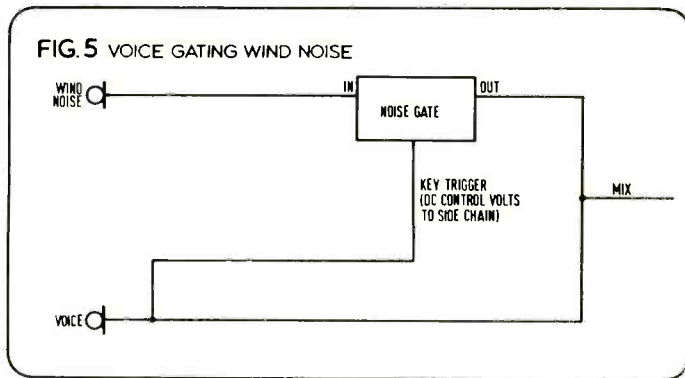 FIG. 5 VOICE GATING WIND NOISE
WIND
NOISE
IN
OUT
NOISE GATE
KEY TRIGGER
(DC CONTROL VOLTS
TO SIDE CHAIN)
MIX
VOICE